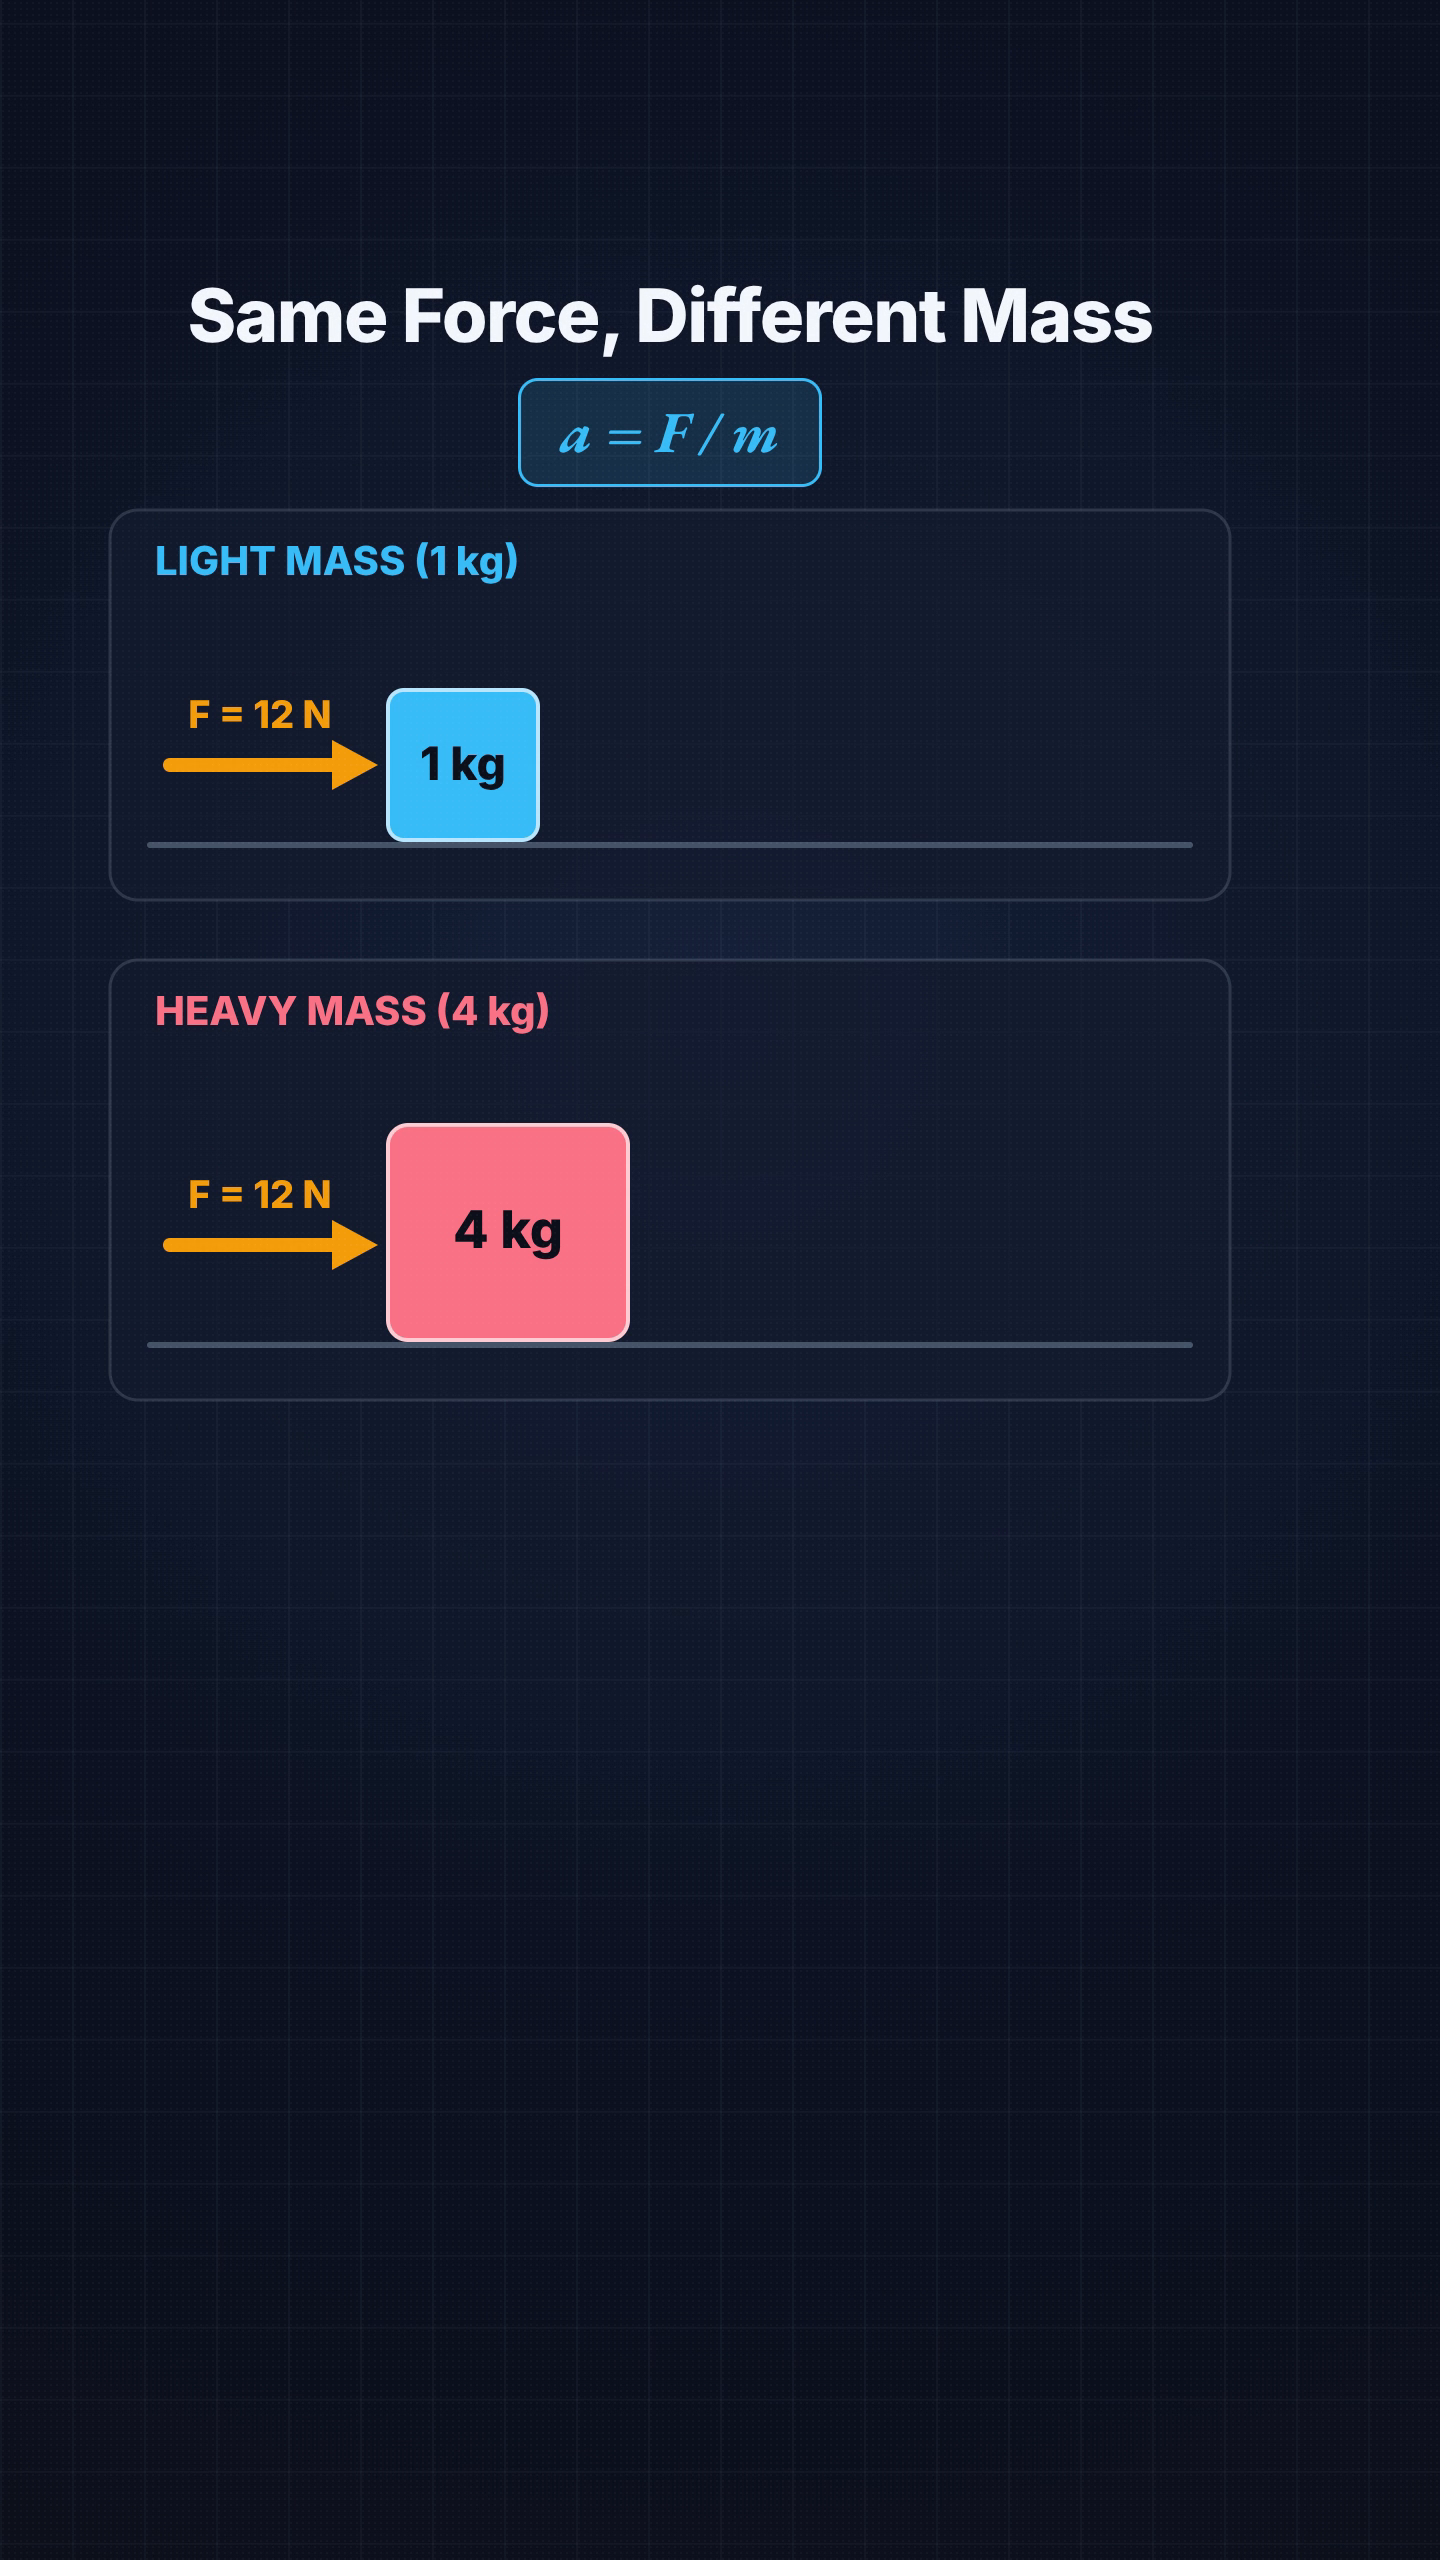 Same Force, Different Mass
a = F / m
LIGHT MASS (1 kg)
F = 12 N
1 kg
HEAVY MASS (4 kg)
F = 12 N
4 kg